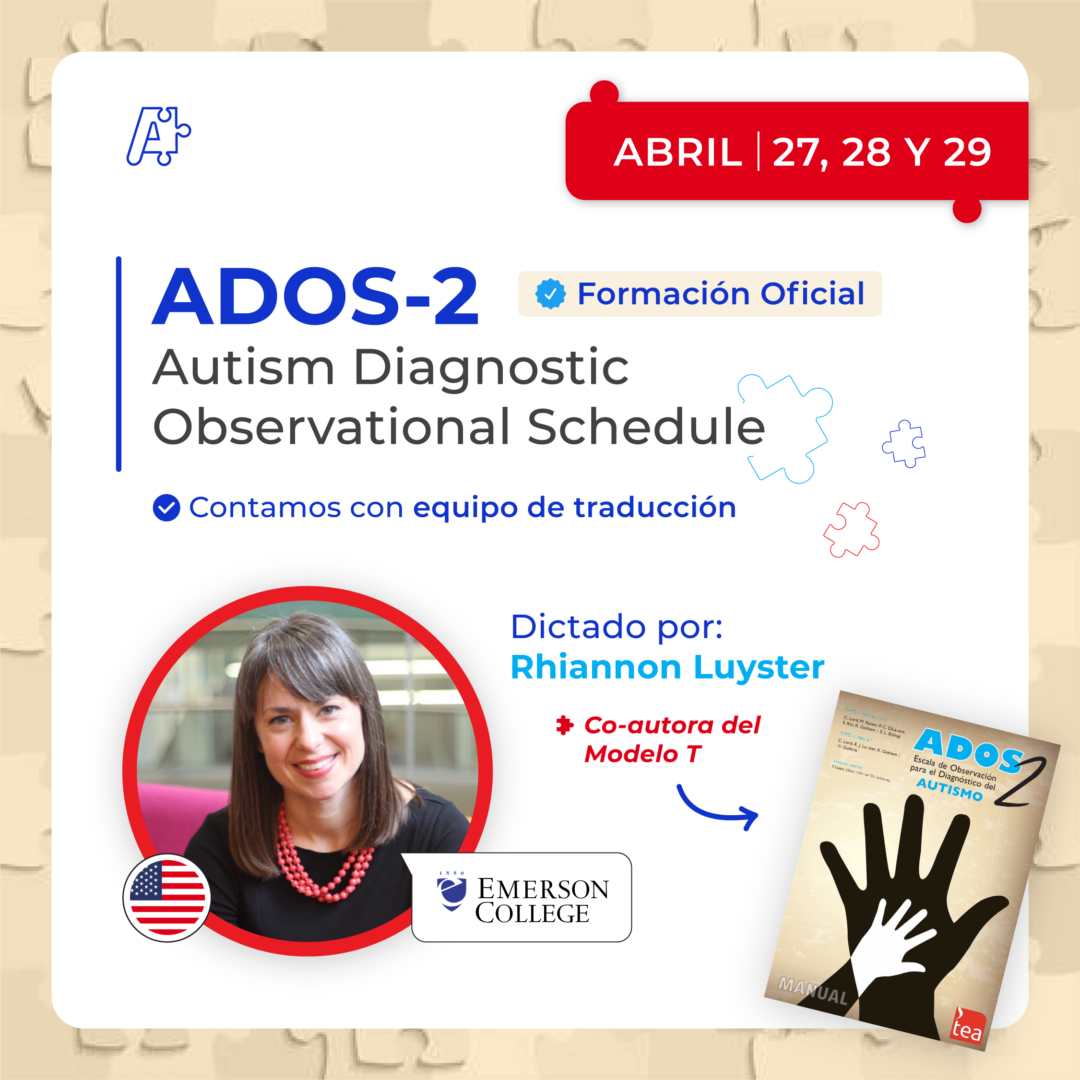 A
ABRIL | 27, 28 Y 29
ADOS-2
Formación Oficial
Autism Diagnostic
Observational Schedule
Contamos con equipo de traducción
Dictado por:
Rhiannon Luyster
Co-autora del
Modelo T
1880
EMERSON
COLLEGE
ADOS 2
Escala de Observación
para el Diagnóstico del
AUTISMO
MANUAL
tea